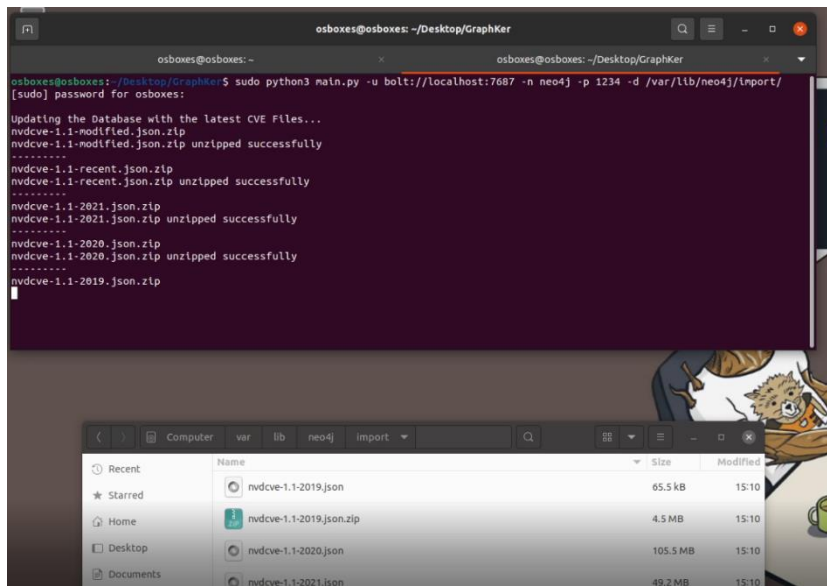 osboxes@osboxes: ~/Desktop/GraphKer
osboxes@osboxes: ~
osboxes@osboxes: ~/Desktop/GraphKer
osboxes@osboxes:~/Desktop/GraphKer$ sudo python3 main.py -u bolt://localhost:7687 -n neo4j -p 1234 -d /var/lib/neo4j/import/
[sudo] password for osboxes:
Updating the Database with the latest CVE Files...
nvdcve-1.1-modified.json.zip
nvdcve-1.1-modified.json.zip unzipped successfully
---------
nvdcve-1.1-recent.json.zip
nvdcve-1.1-recent.json.zip unzipped successfully
---------
nvdcve-1.1-2021.json.zip
nvdcve-1.1-2021.json.zip unzipped successfully
---------
nvdcve-1.1-2020.json.zip
nvdcve-1.1-2020.json.zip unzipped successfully
---------
nvdcve-1.1-2019.json.zip
Computer var lib neo4j import
Recent
Starred
Home
Desktop
Documents
Name Size Modified
nvdcve-1.1-2019.json 65.5 kB 15:10
nvdcve-1.1-2019.json.zip 4.5 MB 15:10
nvdcve-1.1-2020.json 105.5 MB 15:10
nvdcve-1.1-2021.json 49.2 MB 15:10